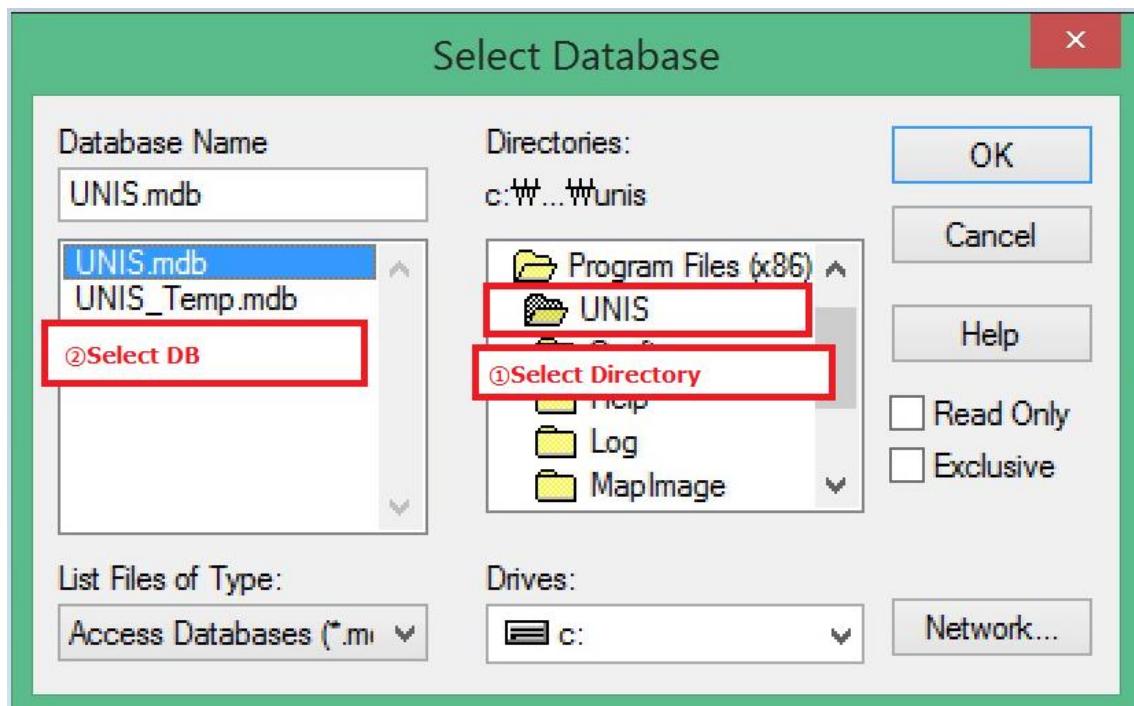 Select Database
Database Name
UNIS.mdb
UNIS.mdb
UNIS_Temp.mdb
②Select DB
Directories:
c:₩...₩unis
Program Files (x86)
UNIS
①Select Directory
Help
Log
MapImage
OK
Cancel
Help
Read Only
Exclusive
List Files of Type:
Access Databases (*.m
Drives:
c:
Network...